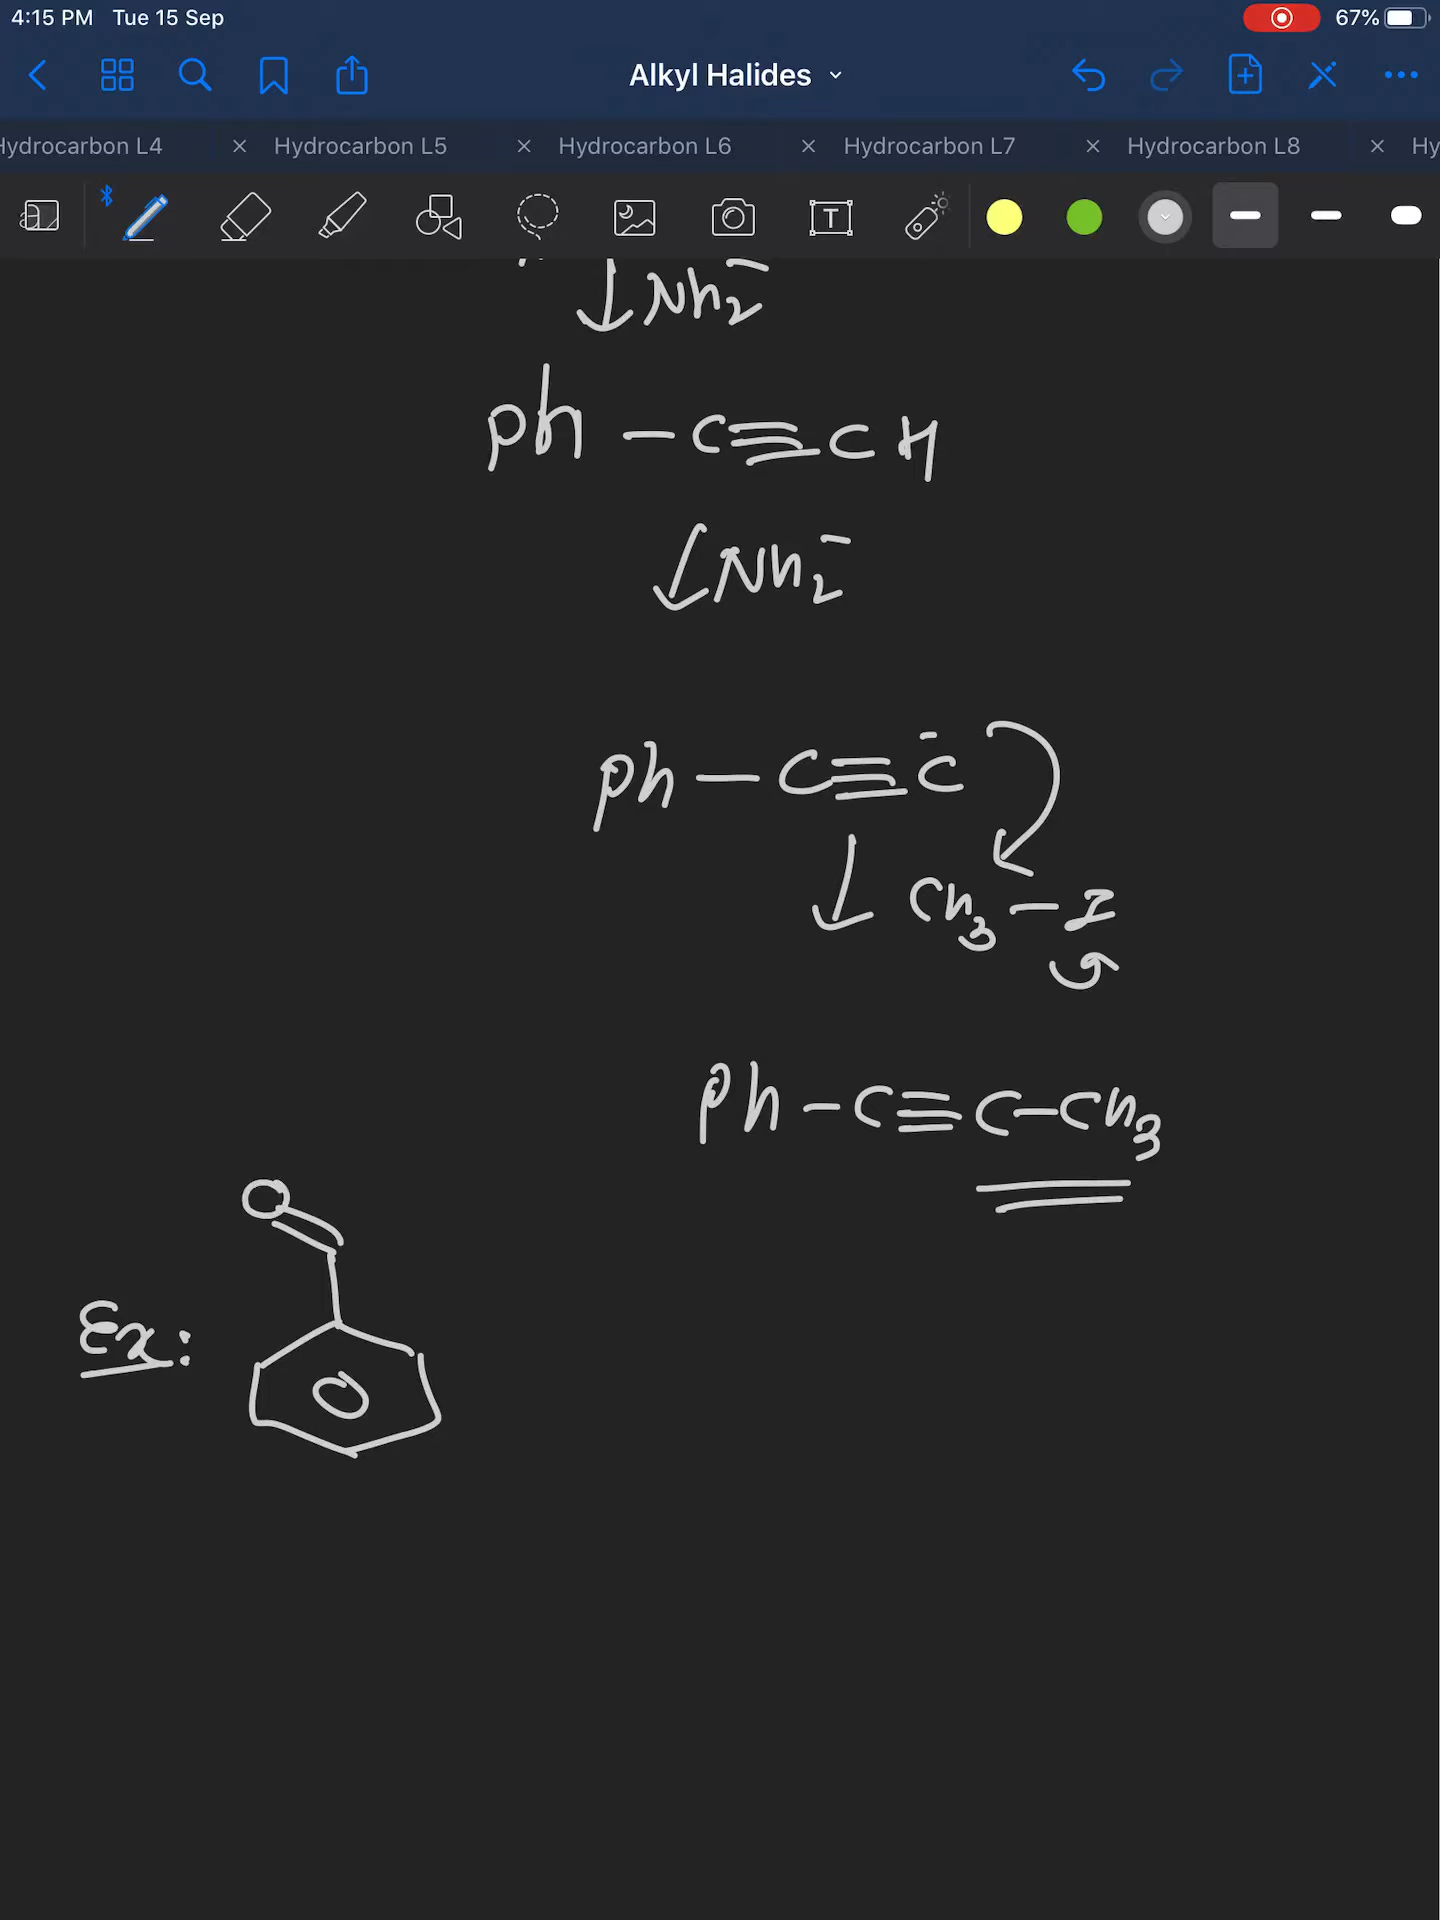 4:15 PM Tue 15 Sep
67%
Alkyl Halides
Hydrocarbon L4 × Hydrocarbon L5 × Hydrocarbon L6 × Hydrocarbon L7 × Hydrocarbon L8 × Hy
a T
↓ Nh₂⁻
ph – C ≡ C H
↓ Nh₂⁻
ph – C ≡ C̄
↓ Ch₃ – I
Ph – C ≡ C – Ch₃
O
Ex: